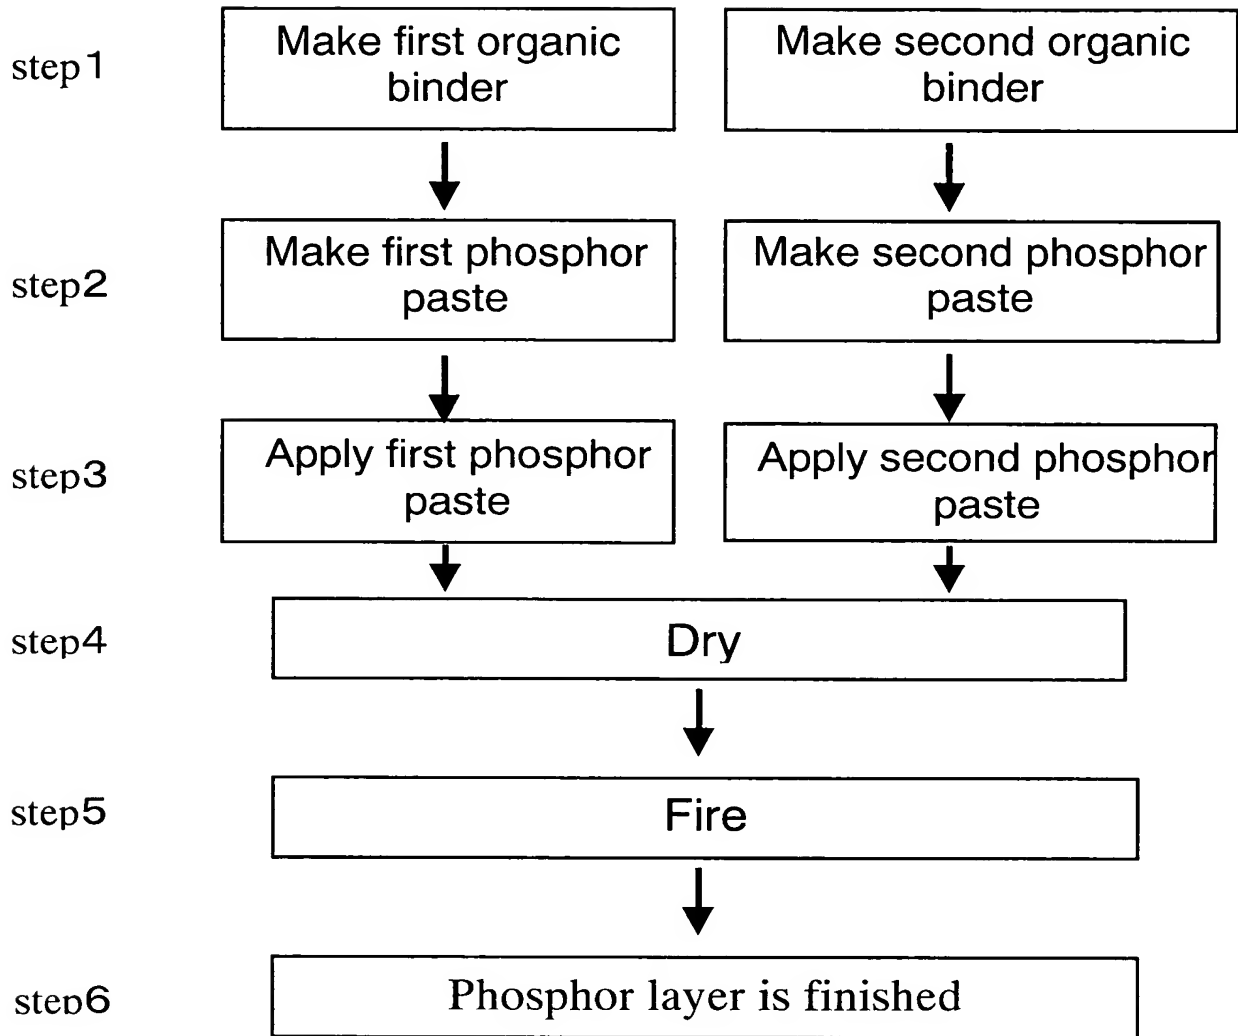 step1
Make first organic
binder
Make second organic
binder
step2
Make first phosphor
paste
Make second phosphor
paste
step3
Apply first phosphor
paste
Apply second phosphor
paste
step4
Dry
step5
Fire
step6
Phosphor layer is finished